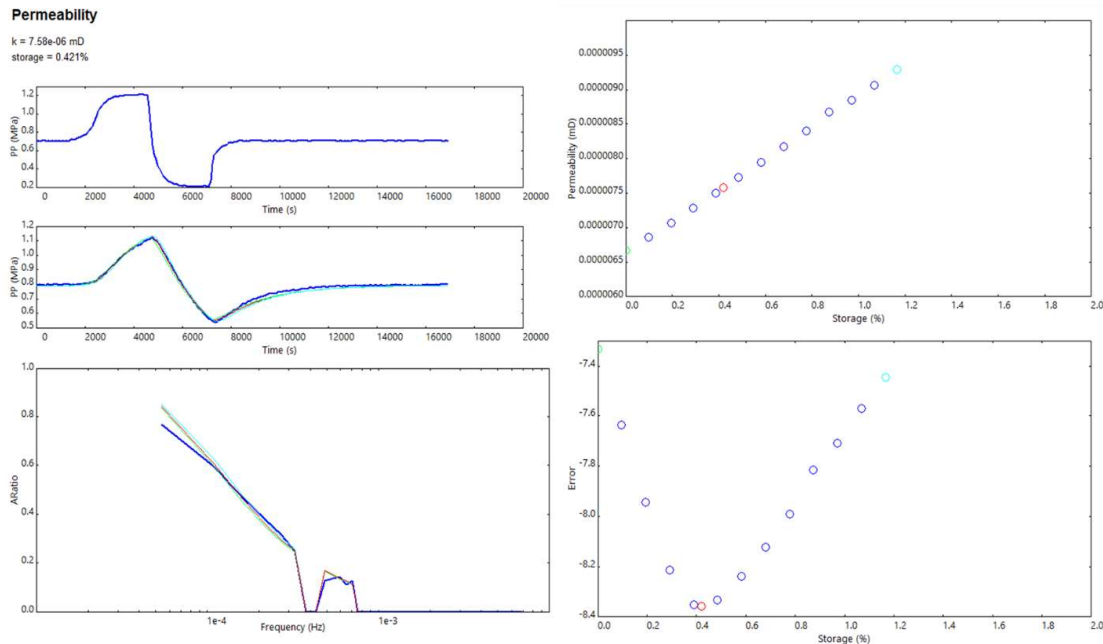 Permeability
k = 7.58e-06 mD
storage = 0.421%
1.2
1.0
0.8
0.6
0.4
0.2
PP (MPa)
0 2000 4000 6000 8000 10000 12000 14000 16000 18000 20000
Time (s)
1.2
1.1
1.0
0.9
0.8
0.7
0.6
0.5
PP (MPa)
0 2000 4000 6000 8000 10000 12000 14000 16000 18000 20000
Time (s)
1.0
0.8
0.6
0.4
0.2
0.0
ARatio
1e-4 1e-3
Frequency (Hz)
0.0000095
0.0000090
0.0000085
0.0000080
0.0000075
0.0000070
0.0000065
0.0000060
Permeability (mD)
0.0 0.2 0.4 0.6 0.8 1.0 1.2 1.4 1.6 1.8 2.0
Storage (%)
-7.4
-7.6
-7.8
-8.0
-8.2
-8.4
Error
0.0 0.2 0.4 0.6 0.8 1.0 1.2 1.4 1.6 1.8 2.0
Storage (%)